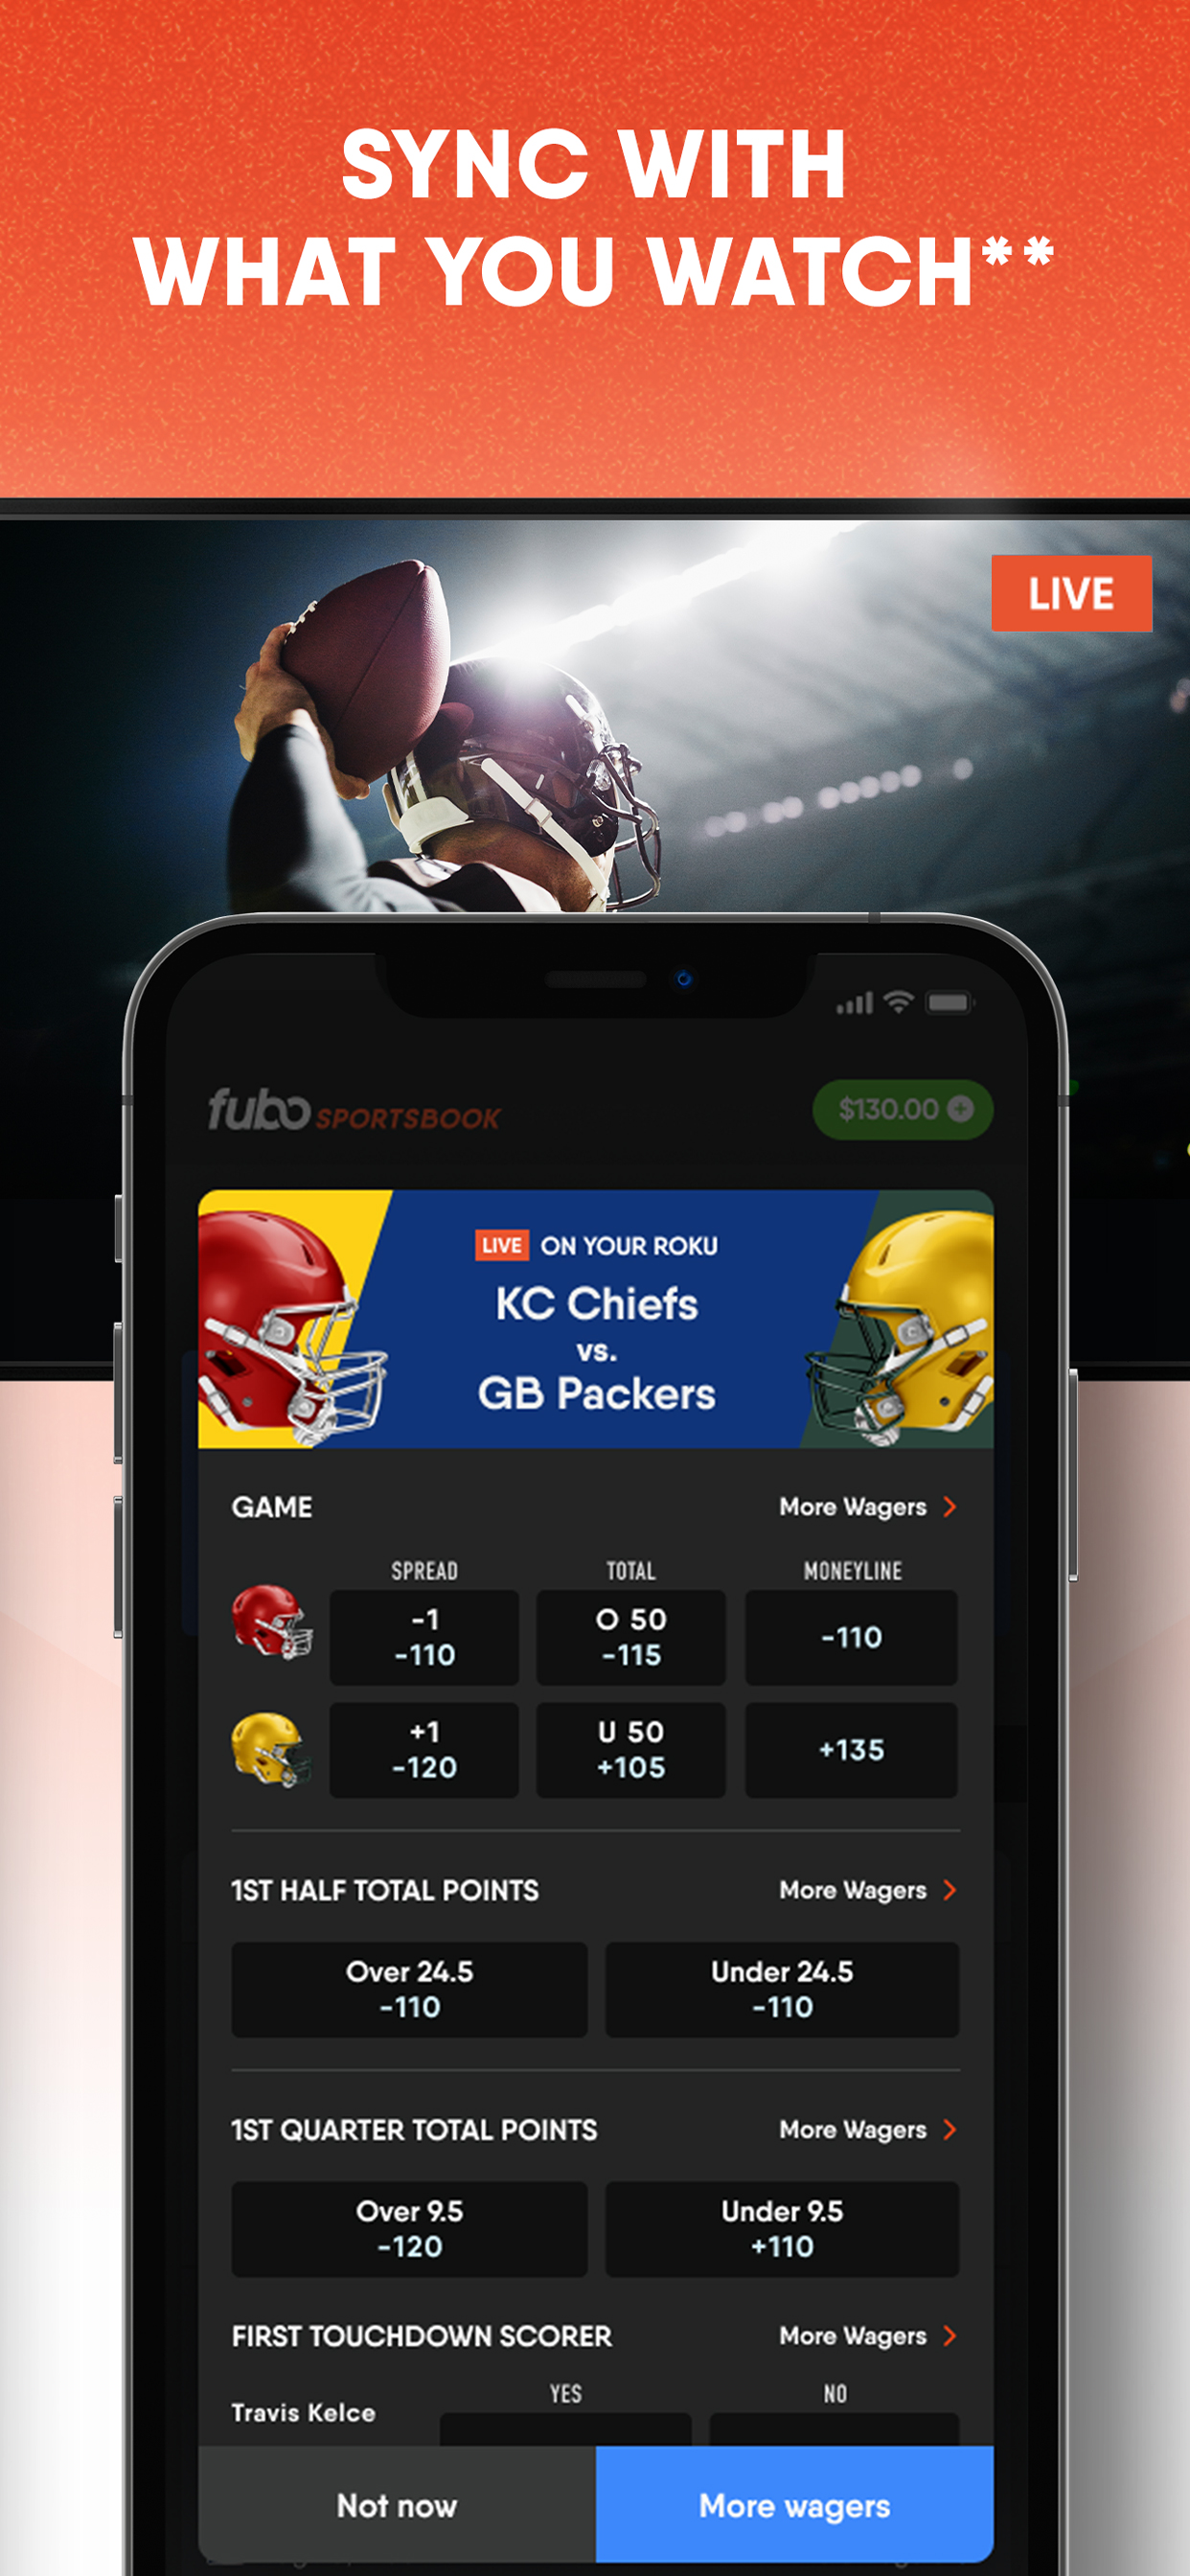 SYNC WITH
WHAT YOU WATCH**
LIVE
fubo SPORTSBOOK
$130.00
LIVE ON YOUR ROKU
KC Chiefs
vs.
GB Packers
GAME More Wagers
SPREAD TOTAL MONEYLINE
-1 O 50 -110
-110 -115
+1 U 50 +135
-120 +105
1ST HALF TOTAL POINTS More Wagers
Over 24.5 Under 24.5
-110 -110
1ST QUARTER TOTAL POINTS More Wagers
Over 9.5 Under 9.5
-120 +110
FIRST TOUCHDOWN SCORER More Wagers
YES NO
Travis Kelce
Not now More wagers